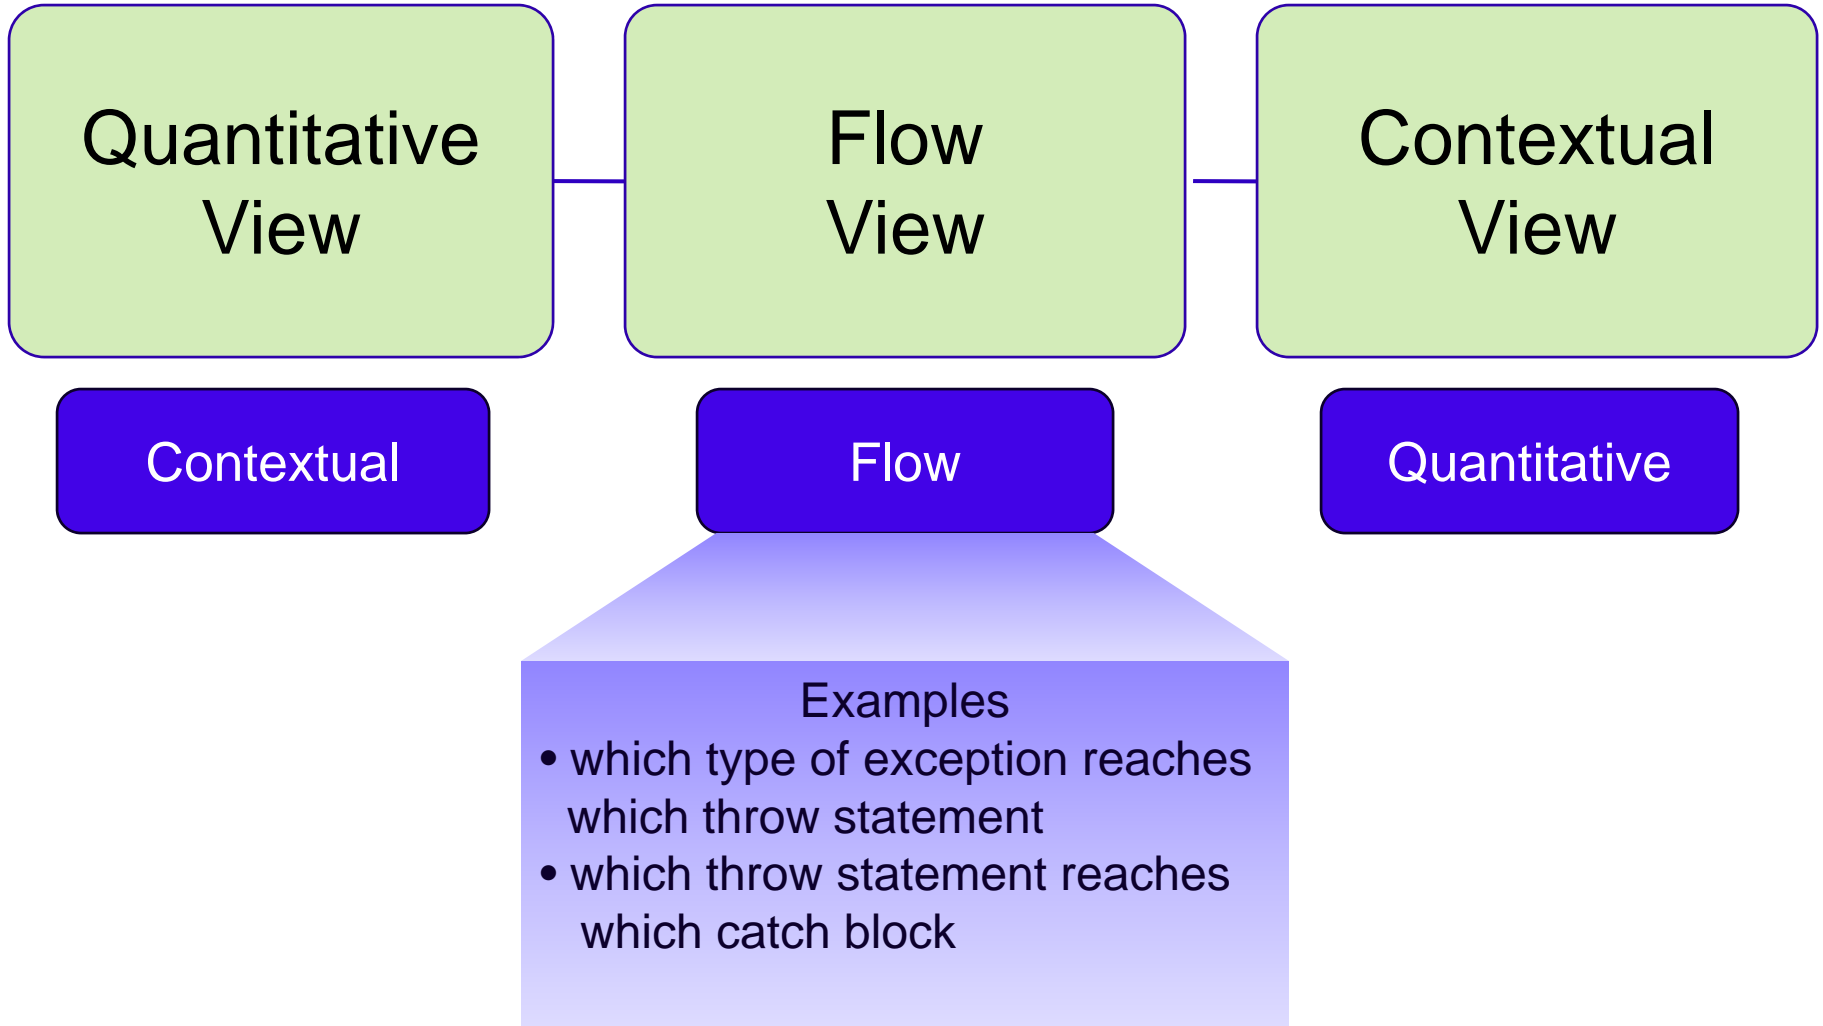 Quantitative
View
Flow
View
Contextual
View
Contextual
Flow
Quantitative
Examples
• which type of exception reaches
which throw statement
• which throw statement reaches
which catch block